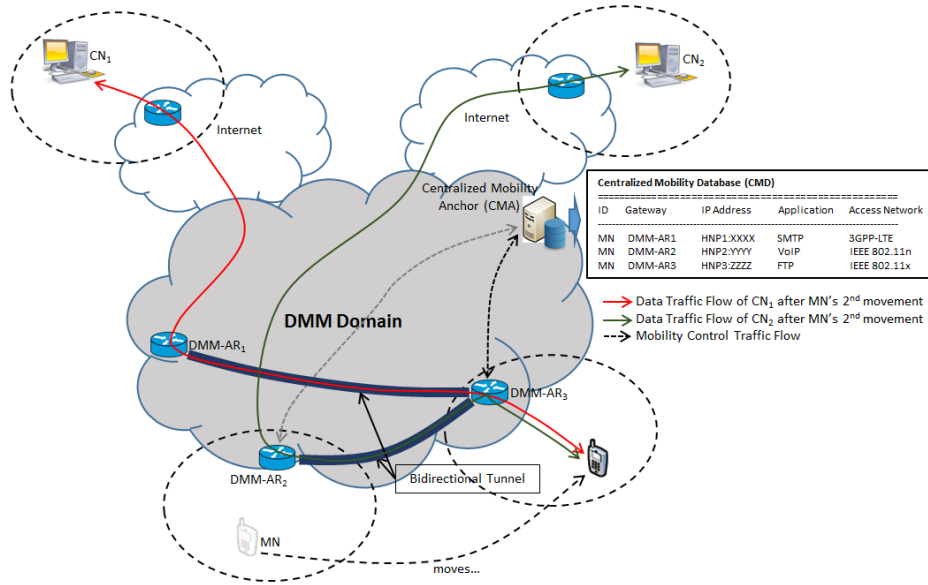 CN1
CN2
Internet
Internet
Centralized Mobility
Anchor (CMA)
Centralized Mobility Database (CMD)
====================================================
ID Gateway IP Address Application Access Network
----------------------------------------------------------------------------------------
MN DMM-AR1 HNP1:XXXX SMTP 3GPP-LTE
MN DMM-AR2 HNP2:YYYY VoIP IEEE 802.11n
MN DMM-AR3 HNP3:ZZZZ FTP IEEE 802.11x
Data Traffic Flow of CN1 after MN's 2nd movement
Data Traffic Flow of CN2 after MN's 2nd movement
Mobility Control Traffic Flow
DMM Domain
DMM-AR1
DMM-AR3
DMM-AR2
Bidirectional Tunnel
MN
moves...